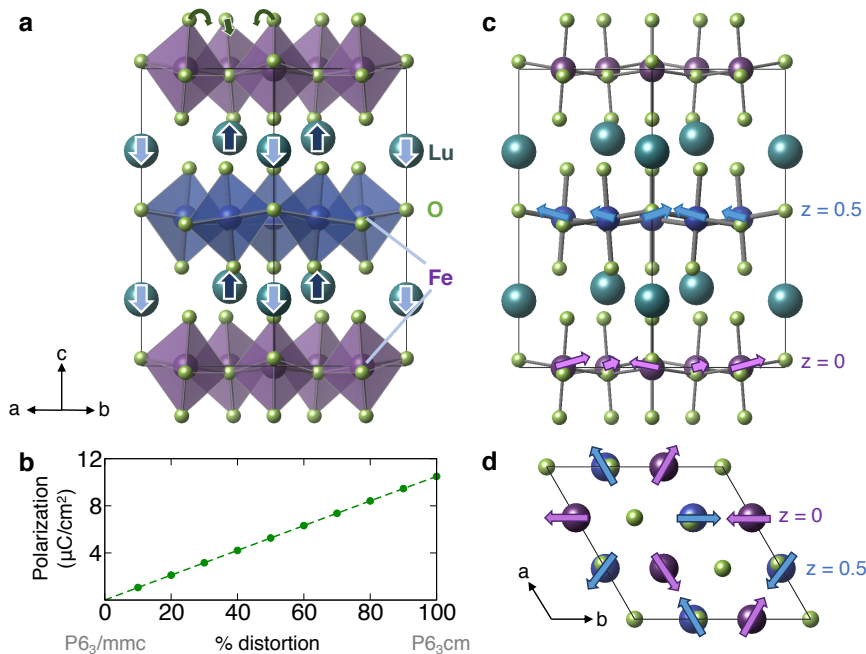 a
Lu
O
Fe
c
a
b
b
12
8
4
Polarization
(μC/cm²)
0
20
40
60
80
100
P6₃/mmc
% distortion
P6₃cm
c
z = 0.5
z = 0
d
z = 0
z = 0.5
a
b